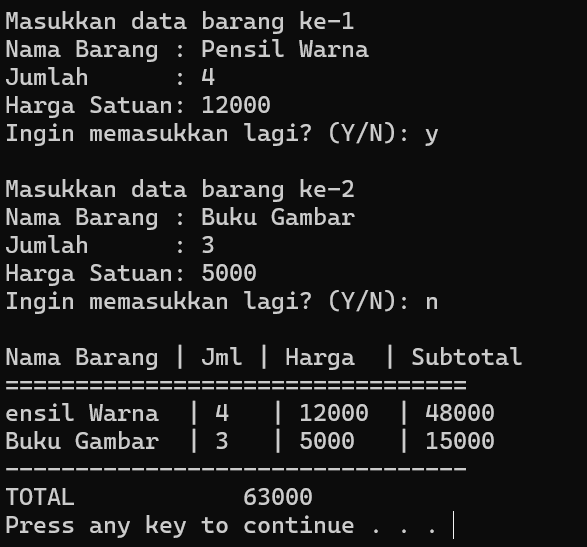 Masukkan data barang ke-1
Nama Barang : Pensil Warna
Jumlah      : 4
Harga Satuan: 12000
Ingin memasukkan lagi? (Y/N): y

Masukkan data barang ke-2
Nama Barang : Buku Gambar
Jumlah      : 3
Harga Satuan: 5000
Ingin memasukkan lagi? (Y/N): n

Nama Barang | Jml | Harga  | Subtotal
=================================
ensil Warna  | 4   | 12000  | 48000
Buku Gambar  | 3   | 5000   | 15000
---------------------------------
TOTAL            63000
Press any key to continue . . .